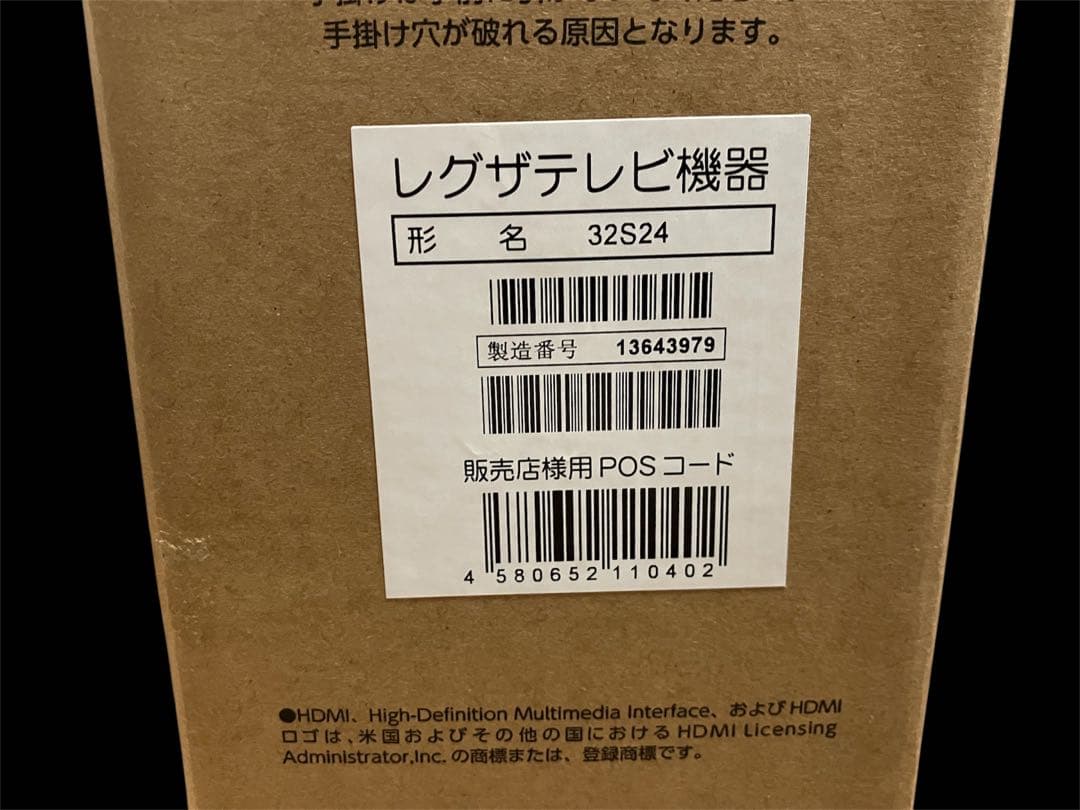 手掛け穴が破れる原因となります。
レグザテレビ機器
形 名 32S24
製造番号 13643979
販売店様用POSコード
4 580652 110402
●HDMI、High-Definition Multimedia Interface、およびHDMI
ロゴは、米国およびその他の国におけるHDMI Licensing
Administrator,Inc.の商標または、登録商標です。